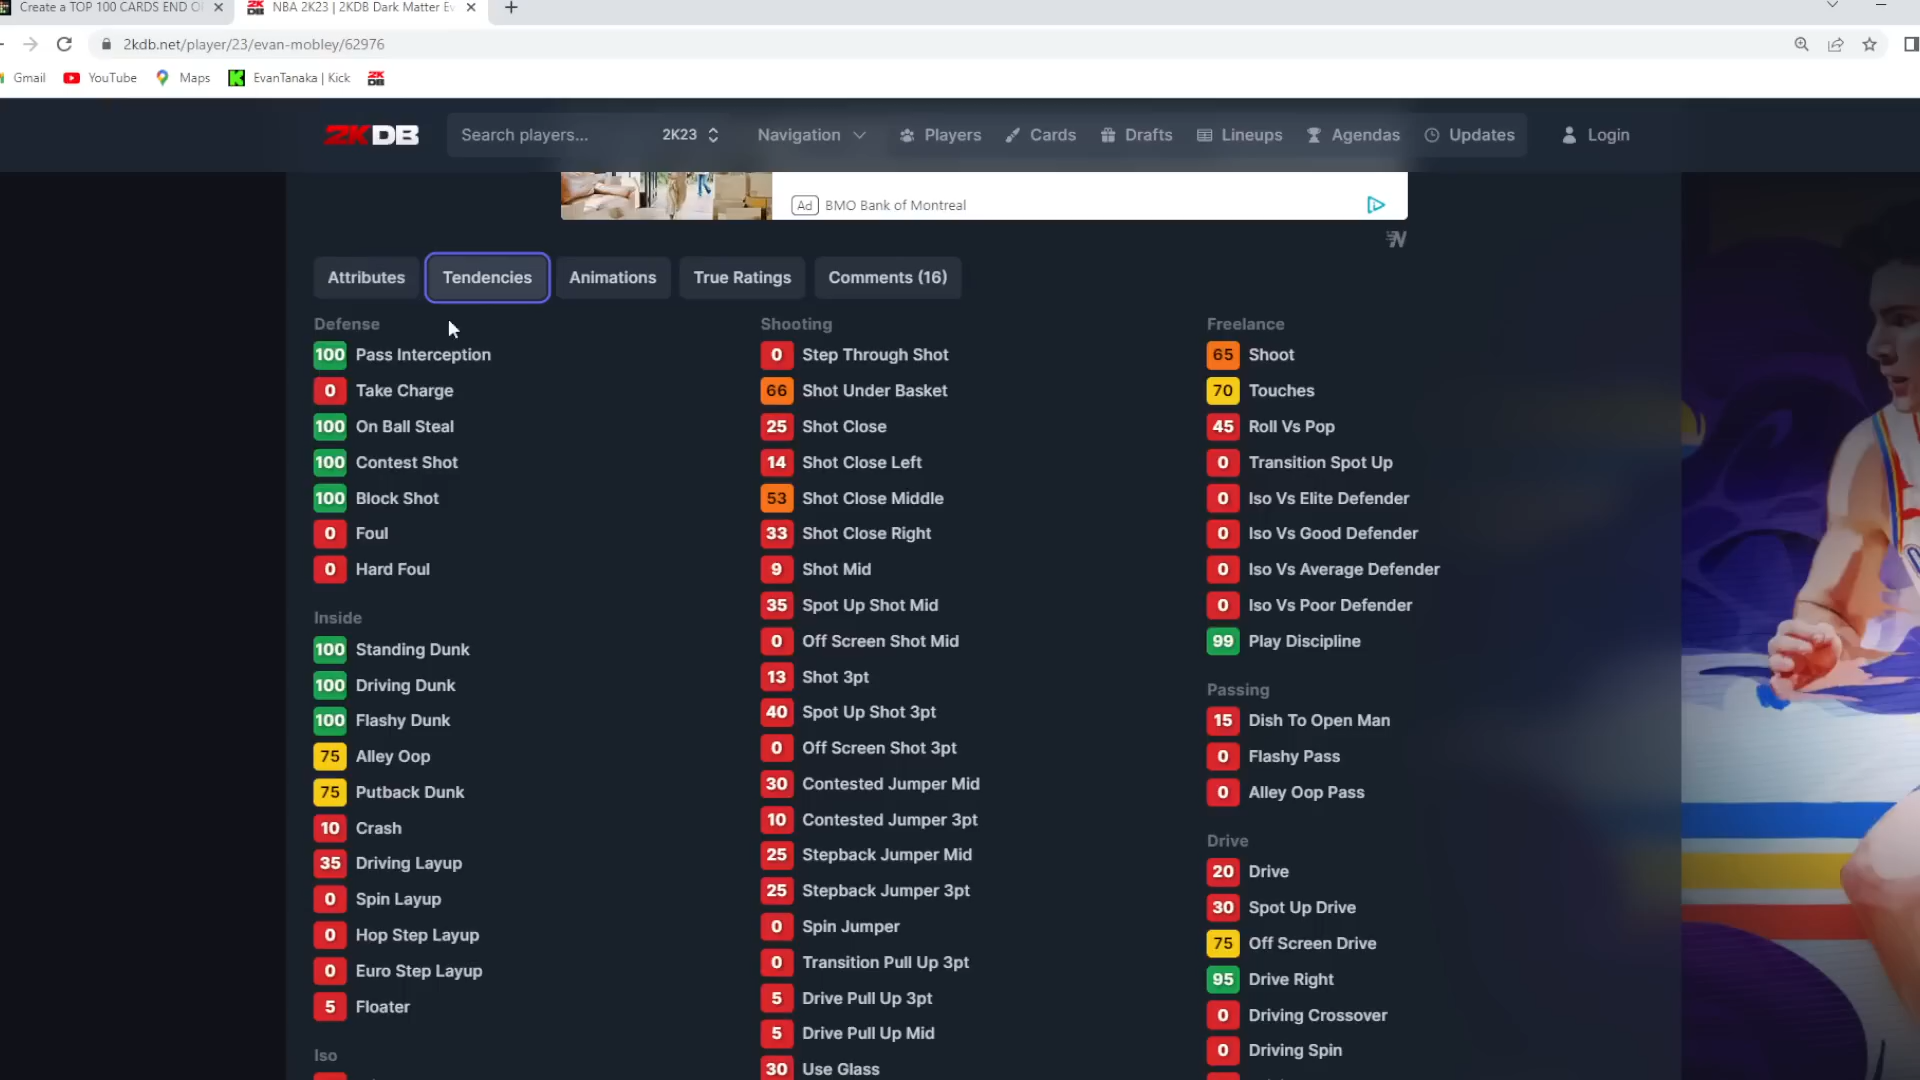 Create a TOP 100 CARDS END O
NBA 2K23 | 2KDB Dark Matter Ev
2kdb.net/player/23/evan-mobley/62976
Gmail
YouTube
Maps
EvanTanaka | Kick
2K DB
2KDB
Search players...
2K23
Navigation
Players
Cards
Drafts
Lineups
Agendas
Updates
Login
Ad BMO Bank of Montreal
Attributes
Tendencies
Animations
True Ratings
Comments (16)
Defense
100 Pass Interception
0 Take Charge
100 On Ball Steal
100 Contest Shot
100 Block Shot
0 Foul
0 Hard Foul
Inside
100 Standing Dunk
100 Driving Dunk
100 Flashy Dunk
75 Alley Oop
75 Putback Dunk
10 Crash
35 Driving Layup
0 Spin Layup
0 Hop Step Layup
0 Euro Step Layup
5 Floater
Iso
Shooting
0 Step Through Shot
66 Shot Under Basket
25 Shot Close
14 Shot Close Left
53 Shot Close Middle
33 Shot Close Right
9 Shot Mid
35 Spot Up Shot Mid
0 Off Screen Shot Mid
13 Shot 3pt
40 Spot Up Shot 3pt
0 Off Screen Shot 3pt
30 Contested Jumper Mid
10 Contested Jumper 3pt
25 Stepback Jumper Mid
25 Stepback Jumper 3pt
0 Spin Jumper
0 Transition Pull Up 3pt
5 Drive Pull Up 3pt
5 Drive Pull Up Mid
30 Use Glass
Freelance
65 Shoot
70 Touches
45 Roll Vs Pop
0 Transition Spot Up
0 Iso Vs Elite Defender
0 Iso Vs Good Defender
0 Iso Vs Average Defender
0 Iso Vs Poor Defender
99 Play Discipline
Passing
15 Dish To Open Man
0 Flashy Pass
0 Alley Oop Pass
Drive
20 Drive
30 Spot Up Drive
75 Off Screen Drive
95 Drive Right
0 Driving Crossover
0 Driving Spin